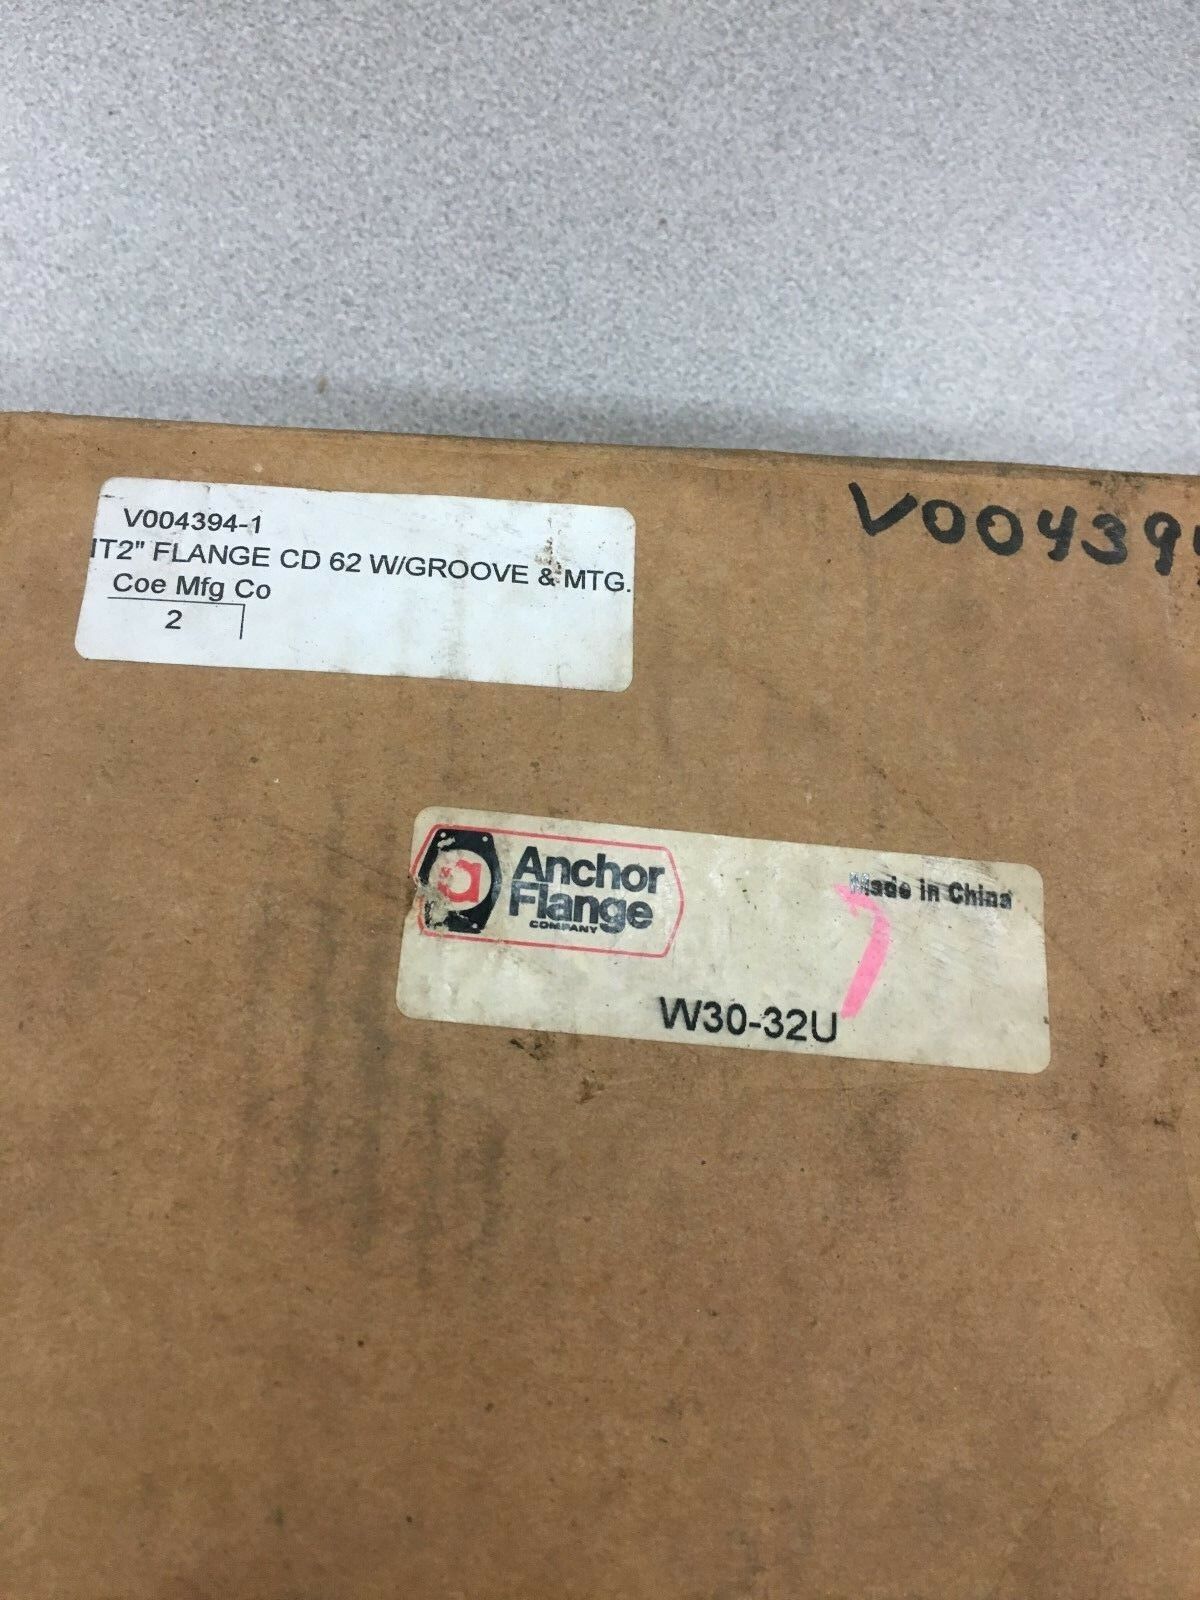 V004394-1
IT2" FLANGE CD 62 W/GROOVE & MTG.
Coe Mfg Co
2
V004394
Anchor
Flange
COMPANY
Made in China
W30-32U